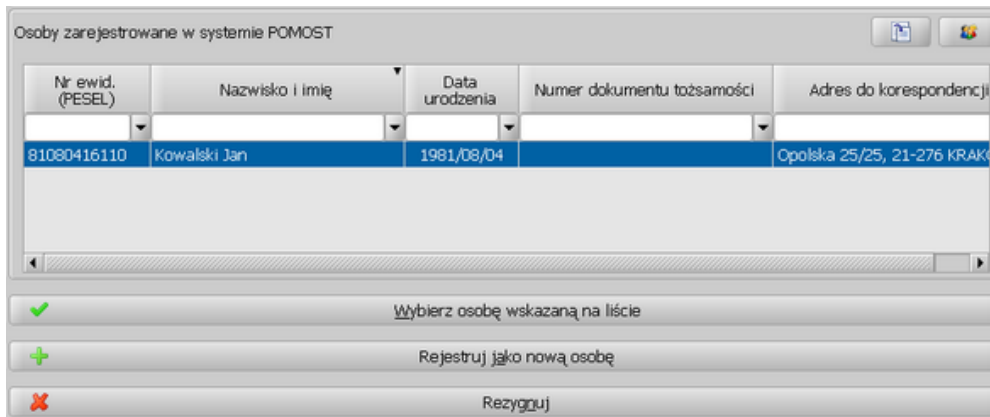 Osoby zarejestrowane w systemie POMOST
Nr ewid. (PESEL) Nazwisko i imię Data urodzenia Numer dokumentu tożsamości Adres do korespondencji
81080416110 Kowalski Jan 1981/08/04 Opolska 25/25, 21-276 KRAK
Wybierz osobę wskazaną na liście
Rejestruj jako nową osobę
Rezygnuj